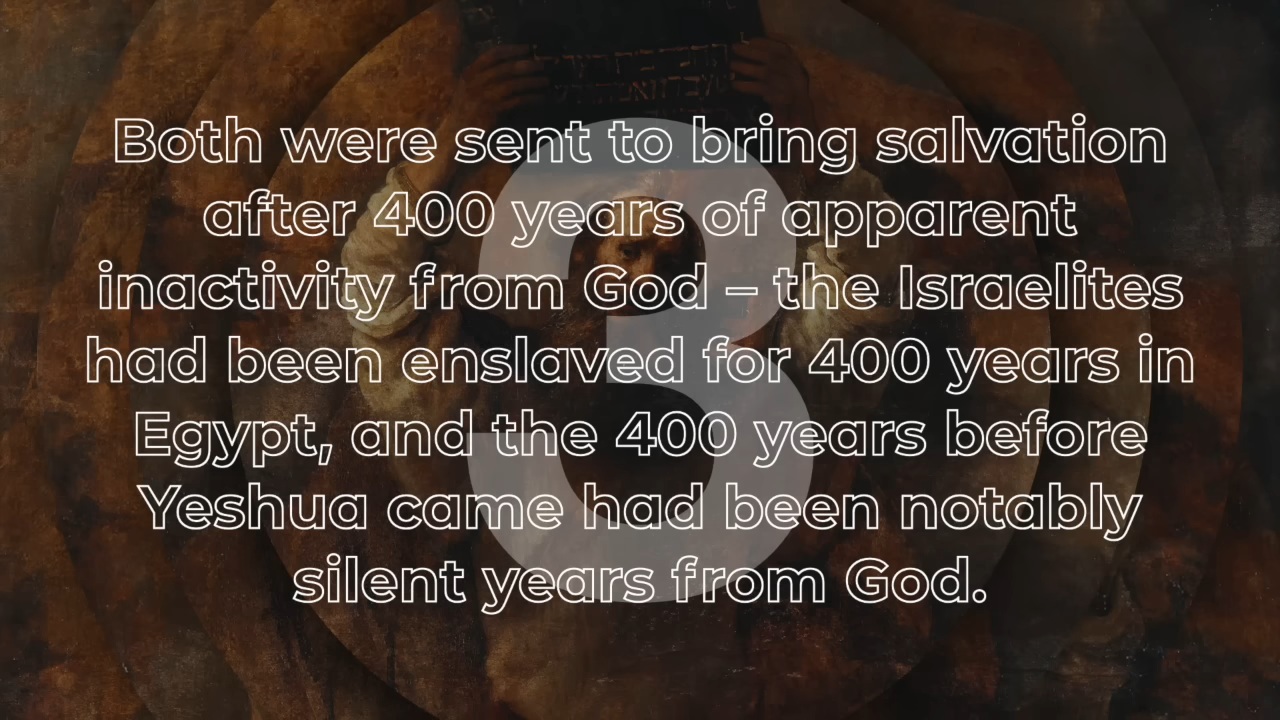 Both were sent to bring salvation
after 400 years of apparent
inactivity from God – the Israelites
had been enslaved for 400 years in
Egypt, and the 400 years before
Yeshua came had been notably
silent years from God.
3